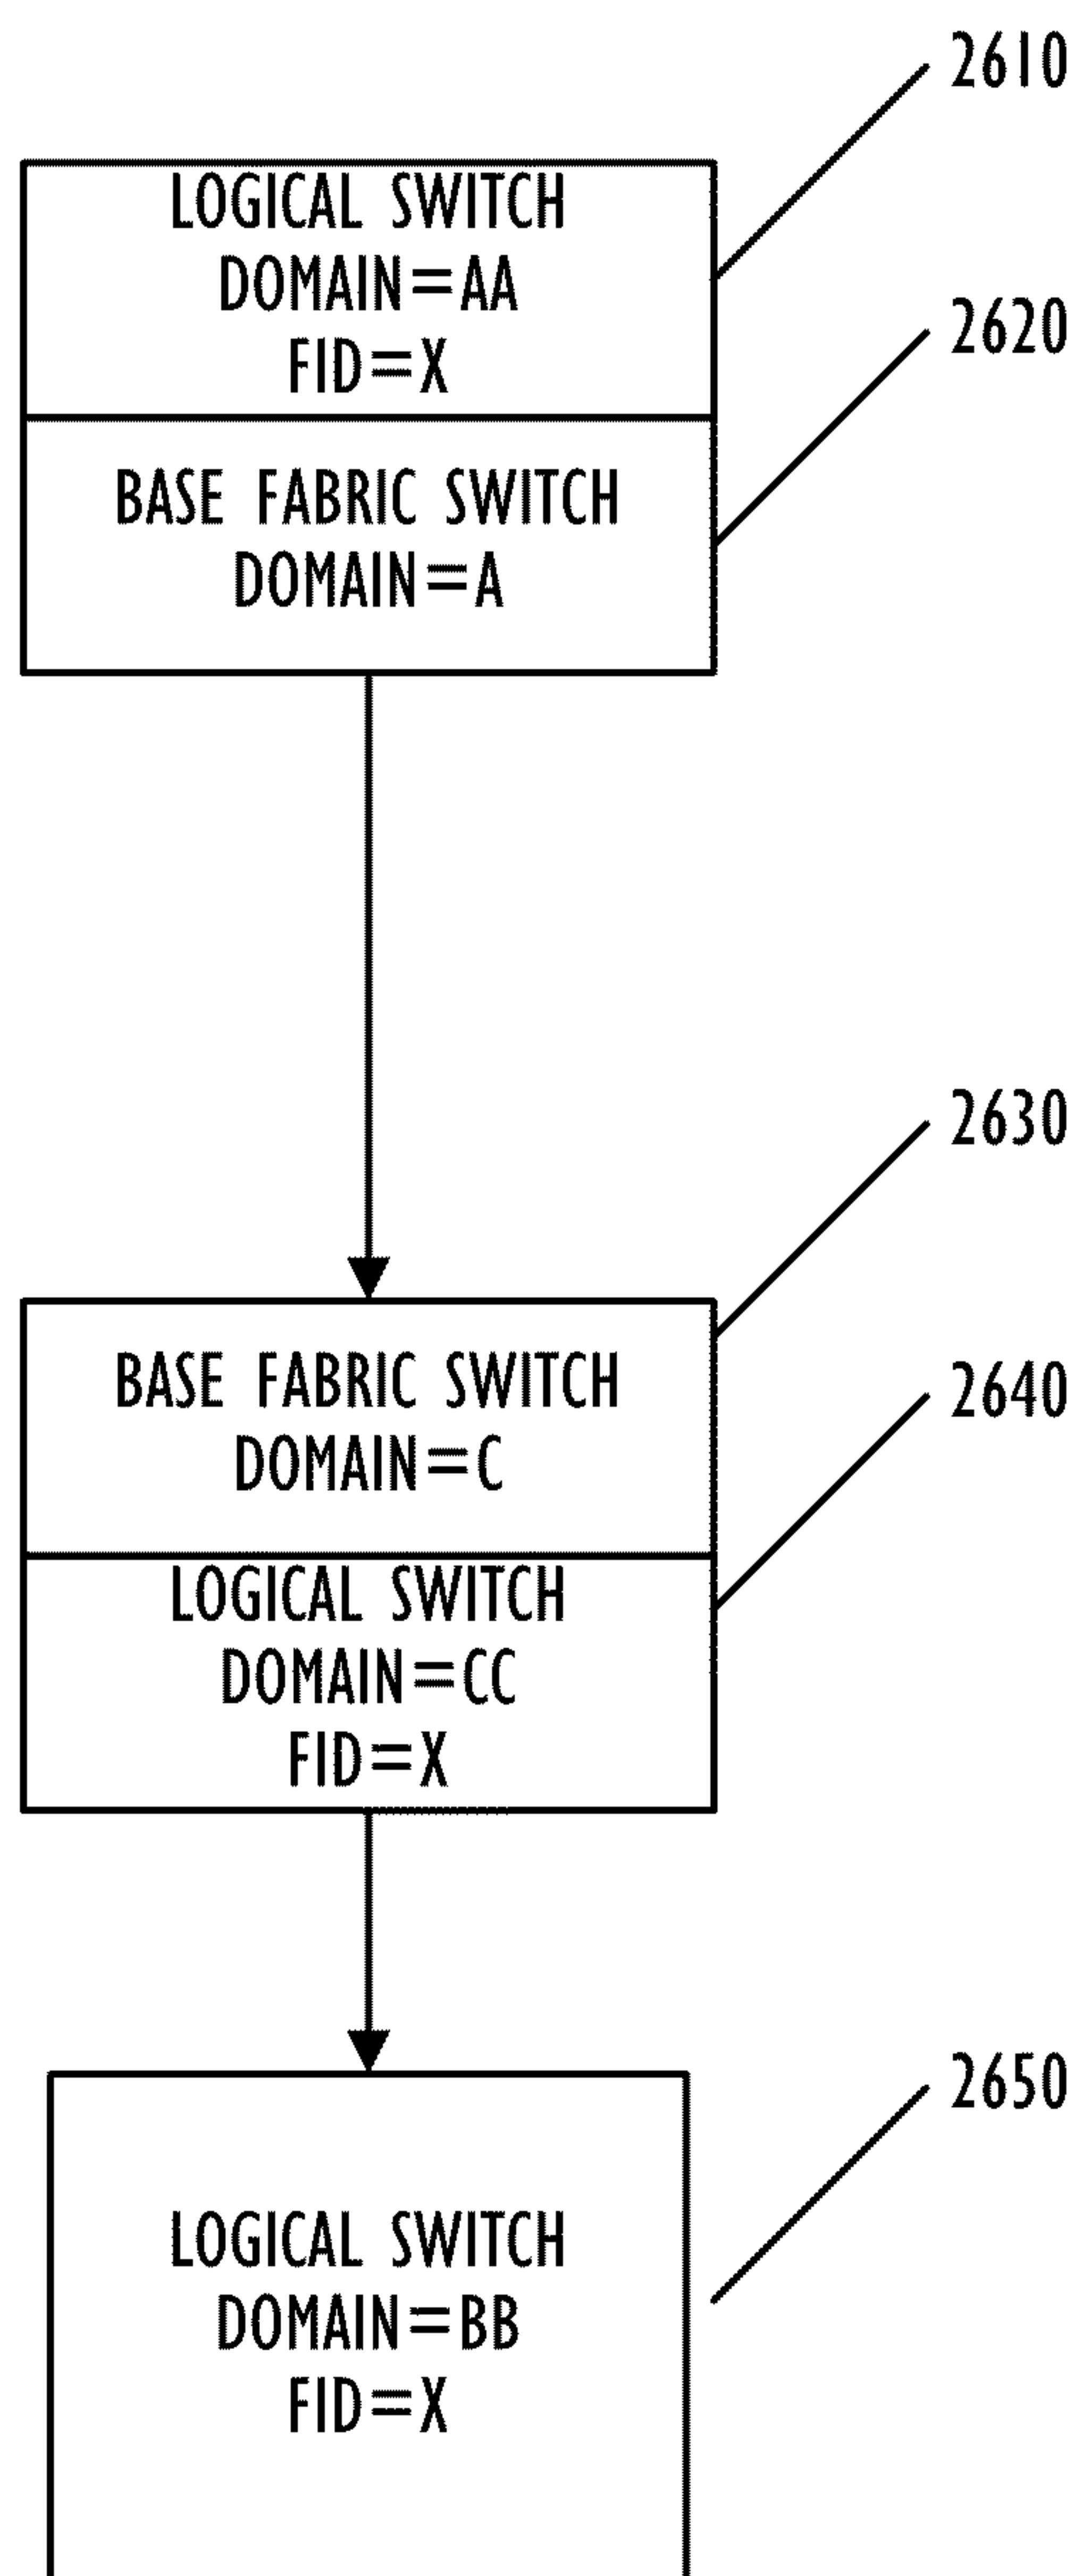 2610
LOGICAL SWITCH
DOMAIN=AA
FID=X
2620
BASE FABRIC SWITCH
DOMAIN=A
2630
BASE FABRIC SWITCH
DOMAIN=C
2640
LOGICAL SWITCH
DOMAIN=CC
FID=X
2650
LOGICAL SWITCH
DOMAIN=BB
FID=X